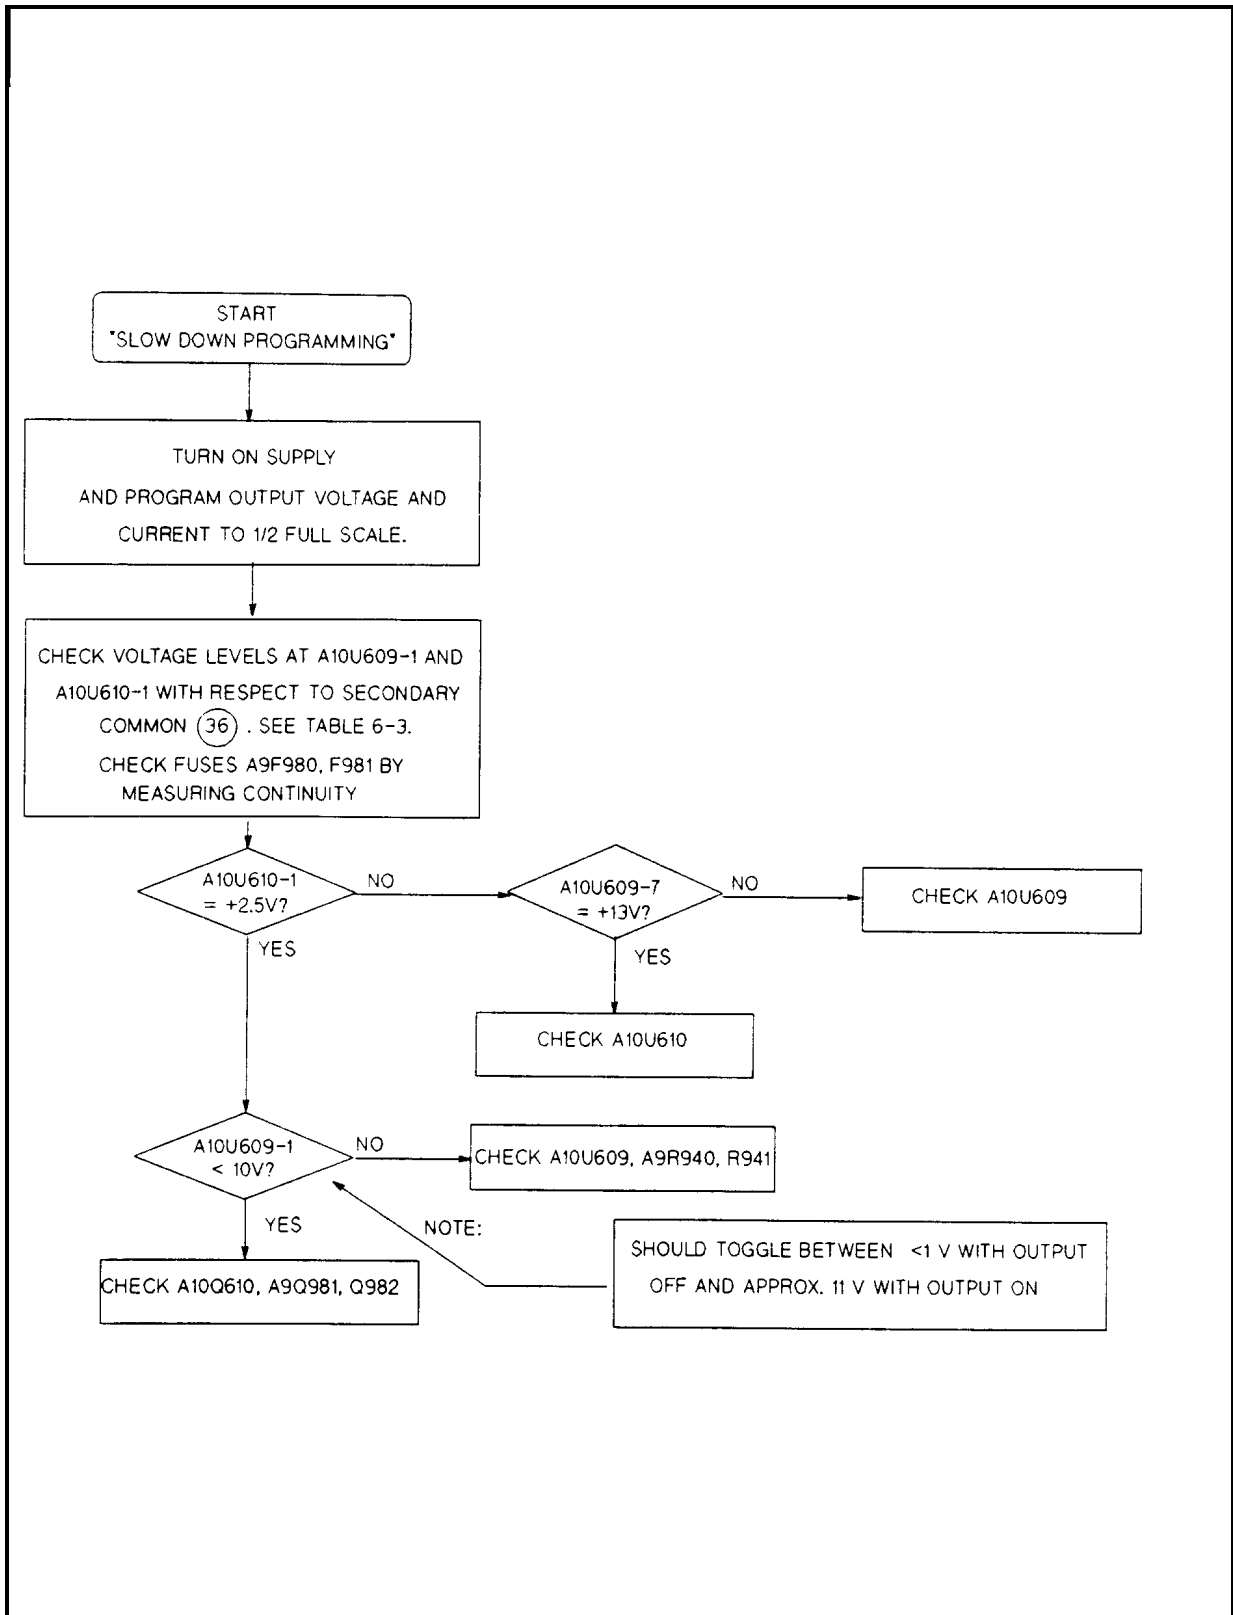 START
"SLOW DOWN PROGRAMMING"
TURN ON SUPPLY
AND PROGRAM OUTPUT VOLTAGE AND
CURRENT TO 1/2 FULL SCALE.
CHECK VOLTAGE LEVELS AT A10U609-1 AND
A10U610-1 WITH RESPECT TO SECONDARY
COMMON 36 . SEE TABLE 6-3.
CHECK FUSES A9F980, F981 BY
MEASURING CONTINUITY
A10U610-1
= +2.5V?
NO
A10U609-7
= +13V?
NO
CHECK A10U609
YES
YES
CHECK A10U610
A10U609-1
< 10V?
NO
CHECK A10U609, A9R940, R941
YES
NOTE:
SHOULD TOGGLE BETWEEN <1 V WITH OUTPUT
OFF AND APPROX. 11 V WITH OUTPUT ON
CHECK A10Q610, A9Q981, Q982